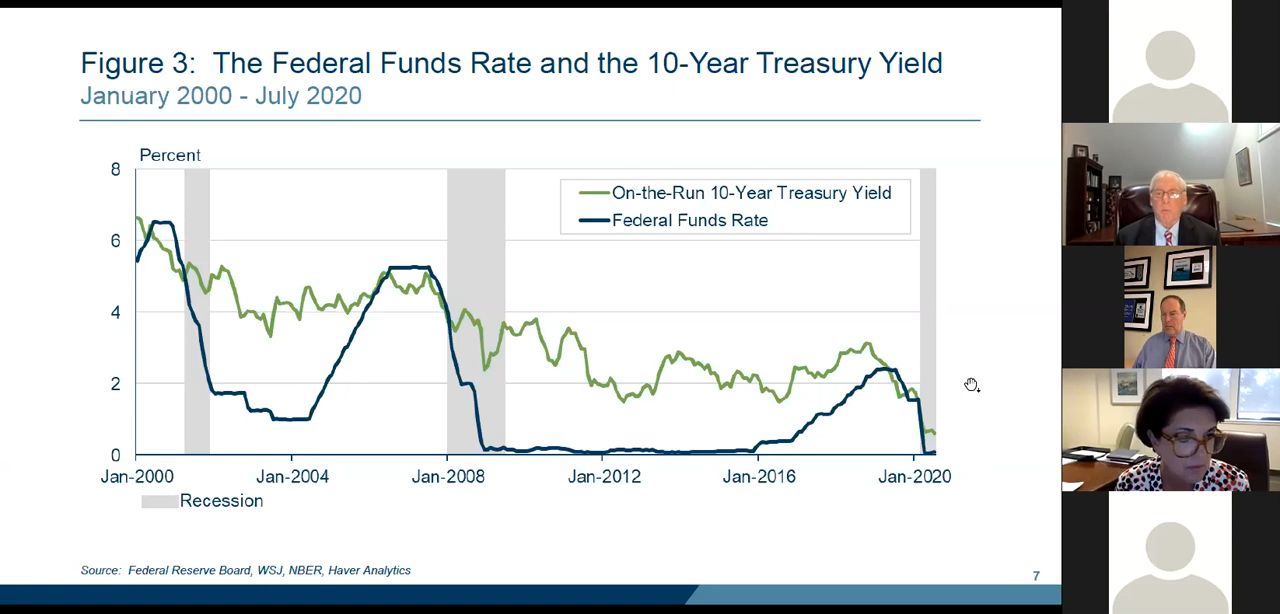 Figure 3: The Federal Funds Rate and the 10-Year Treasury Yield
January 2000 - July 2020
Percent
On-the-Run 10-Year Treasury Yield
Federal Funds Rate
8
6
4
2
0
Jan-2000 Jan-2004 Jan-2008 Jan-2012 Jan-2016 Jan-2020
Recession
Source: Federal Reserve Board, WSJ, NBER, Haver Analytics
7